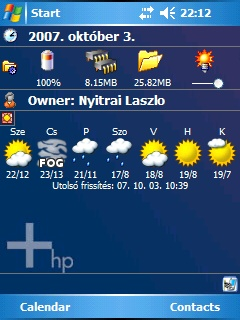 Start 22:12
2007. október 3.
100% 8.15MB 25.82MB
Owner: Nyitrai Laszlo
Sze Cs P Szo V H K
FOG
22/12 23/13 21/11 17/8 18/8 19/8 19/7
Utolsó frissítés: 07. 10. 03. 10:39
hp
Calendar Contacts